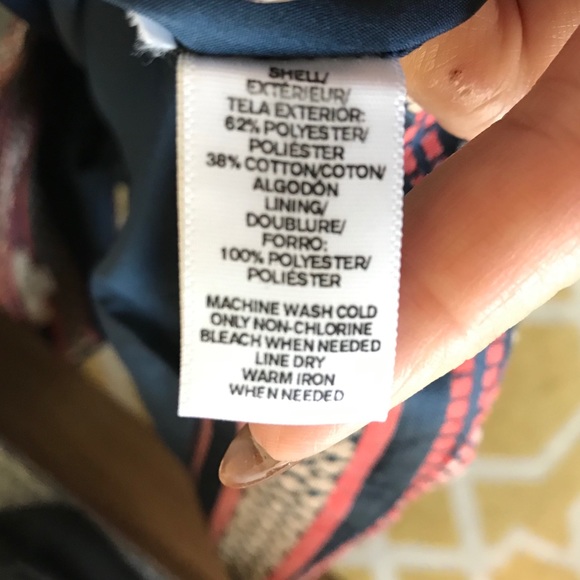 SHELL/
EXTÉRIEUR/
TELA EXTERIOR:
62% POLYESTER/
POLIÉSTER
38% COTTON/COTON/
ALGODÓN
LINING/
DOUBLURE/
FORRO:
100% POLYESTER/
POLIÉSTER
MACHINE WASH COLD
ONLY NON-CHLORINE
BLEACH WHEN NEEDED
LINE DRY
WARM IRON
WHEN NEEDED